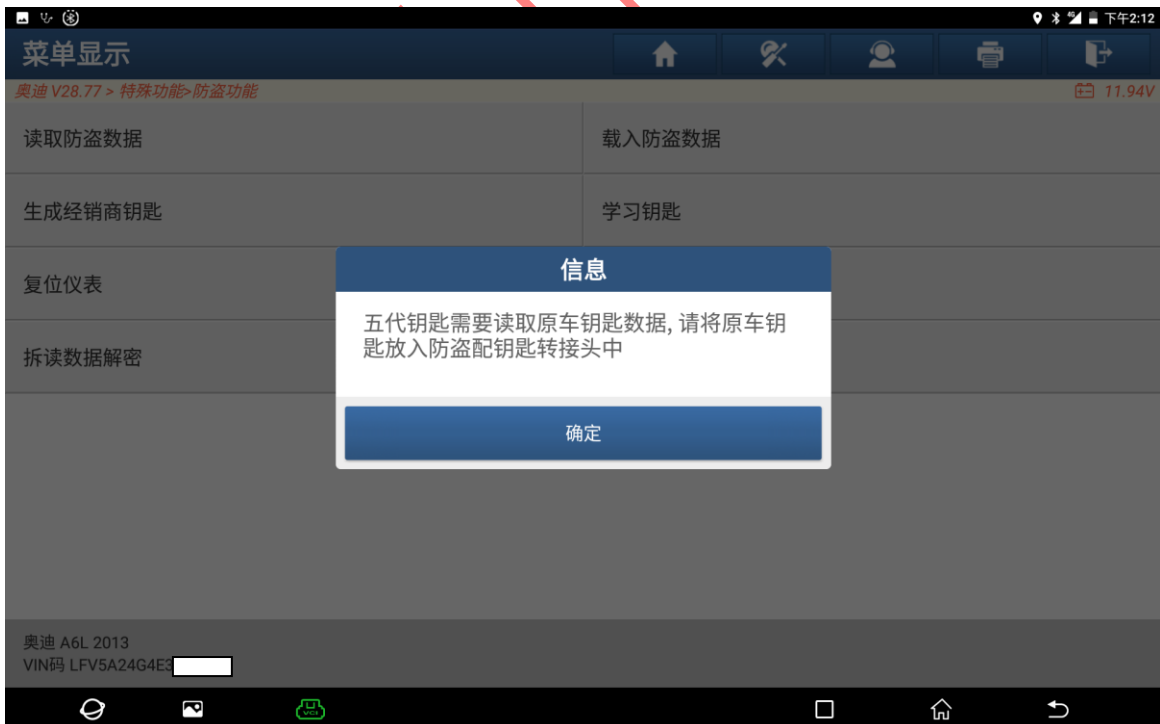 下午2:12
菜单显示
奥迪 V28.77 > 特殊功能>防盗功能
11.94V
读取防盗数据
载入防盗数据
生成经销商钥匙
学习钥匙
复位仪表
信息
五代钥匙需要读取原车钥匙数据, 请将原车钥
匙放入防盗配钥匙转接头中
拆读数据解密
确定
奥迪 A6L 2013
VIN码 LFV5A24G4E3
VCI